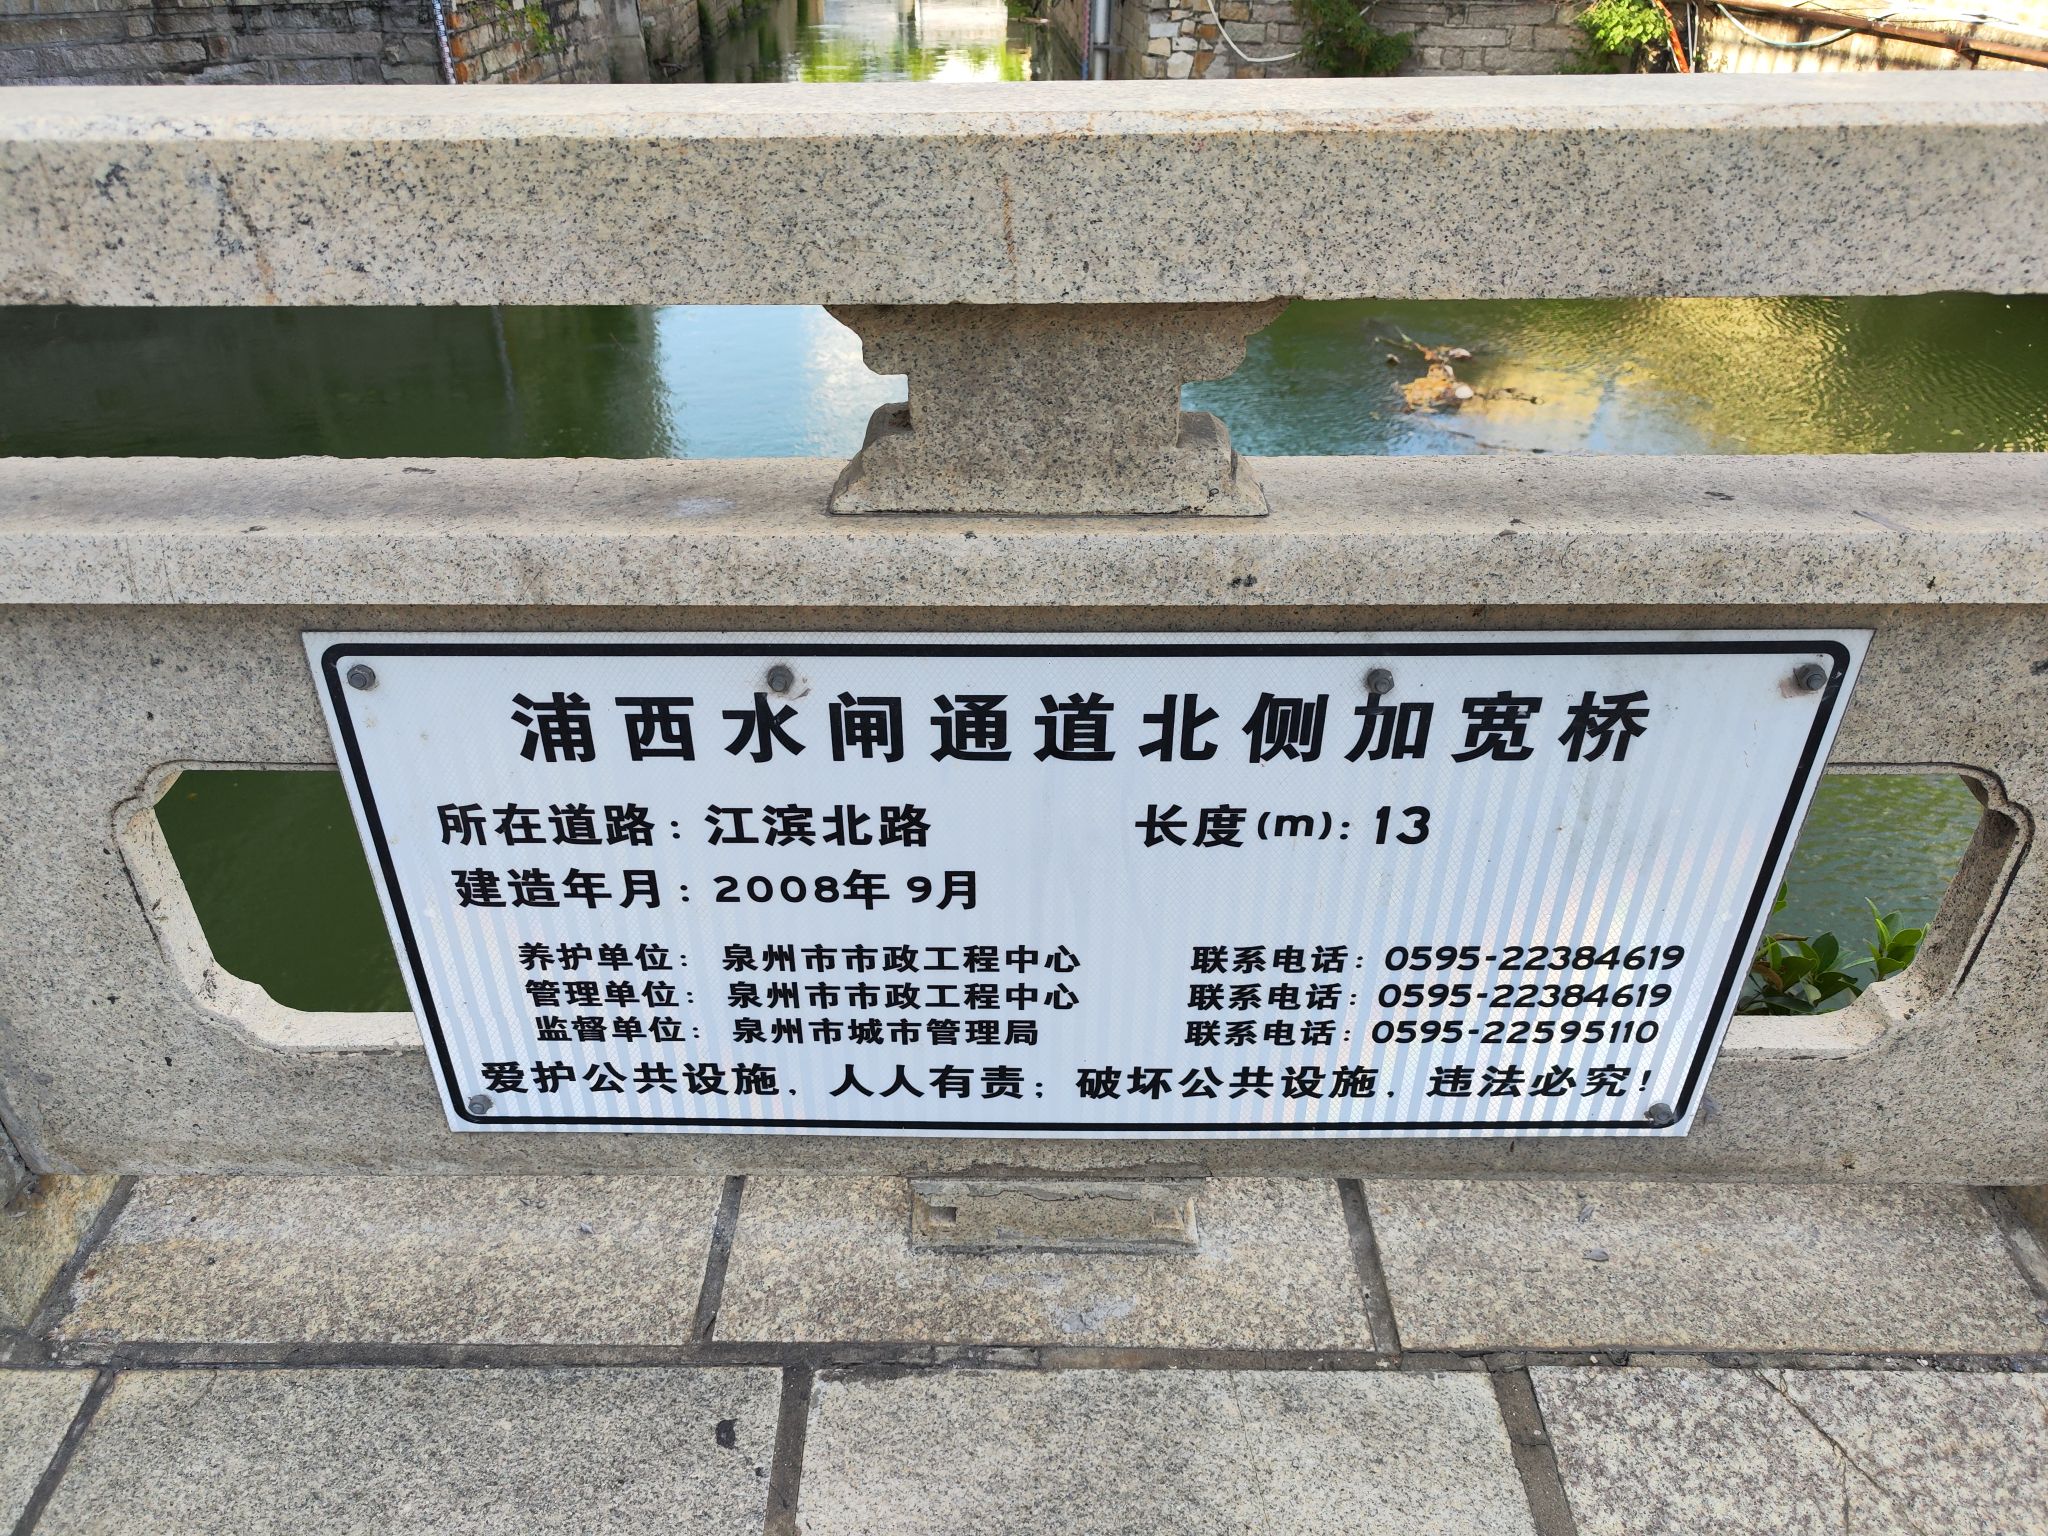 浦西水闸通道北侧加宽桥
所在道路：江滨北路 长度(m)：13
建造年月：2008年9月
养护单位：泉州市市政工程中心 联系电话：0595-22384619
管理单位：泉州市市政工程中心 联系电话：0595-22384619
监督单位：泉州市城市管理局 联系电话：0595-22595110
爱护公共设施，人人有责；破坏公共设施，违法必究！